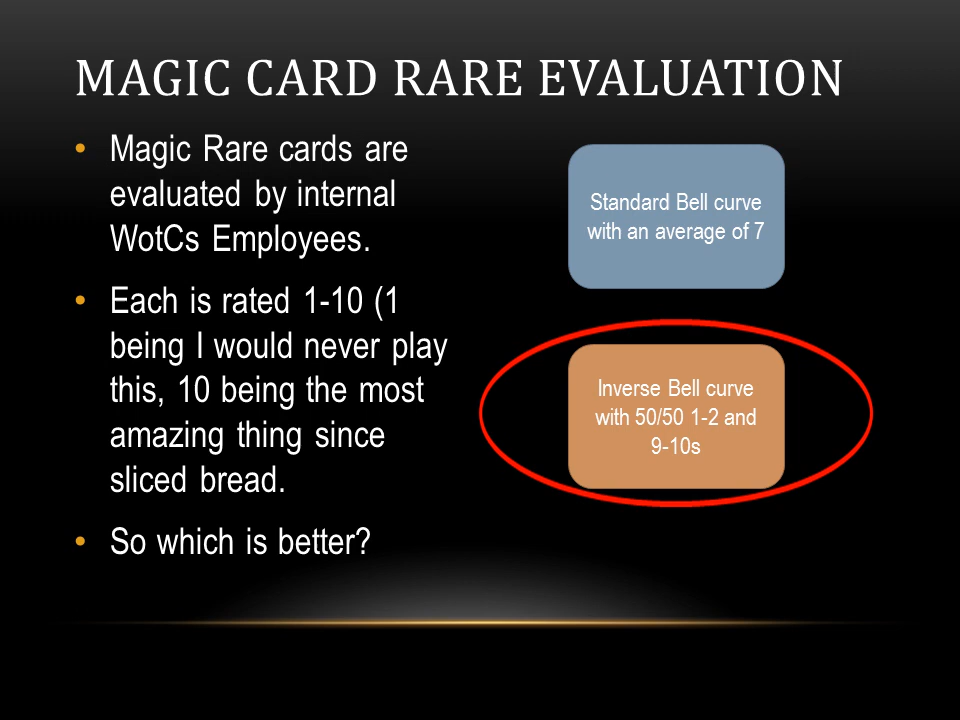 MAGIC CARD RARE EVALUATION
• Magic Rare cards are
evaluated by internal
WotCs Employees.
• Each is rated 1-10 (1
being I would never play
this, 10 being the most
amazing thing since
sliced bread.
• So which is better?
Standard Bell curve
with an average of 7
Inverse Bell curve
with 50/50 1-2 and
9-10s